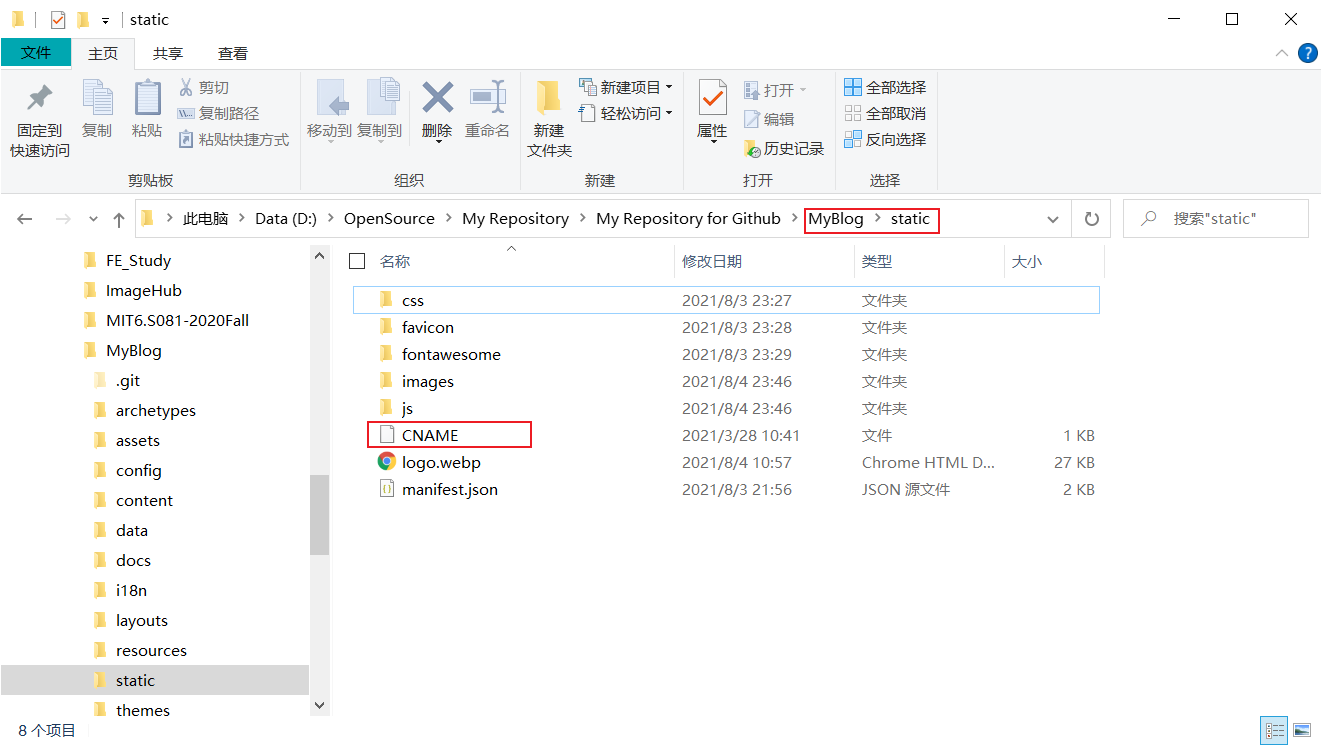 static
文件 主页 共享 查看
固定到
快速访问
复制
粘贴
剪切
复制路径
粘贴快捷方式
剪贴板
移动到
复制到
删除
重命名
组织
新建
文件夹
新建项目
轻松访问
新建
属性
打开
编辑
历史记录
打开
全部选择
全部取消
反向选择
选择
此电脑 Data (D:) OpenSource My Repository My Repository for Github MyBlog static
搜索"static"
FE_Study
ImageHub
MIT6.S081-2020Fall
MyBlog
.git
archetypes
assets
config
content
data
docs
i18n
layouts
resources
static
themes
名称 修改日期 类型 大小
css 2021/8/3 23:27 文件夹
favicon 2021/8/3 23:28 文件夹
fontawesome 2021/8/3 23:29 文件夹
images 2021/8/4 23:46 文件夹
js 2021/8/4 23:46 文件夹
CNAME 2021/3/28 10:41 文件 1 KB
logo.webp 2021/8/4 10:57 Chrome HTML D... 27 KB
manifest.json 2021/8/3 21:56 JSON 源文件 2 KB
8 个项目